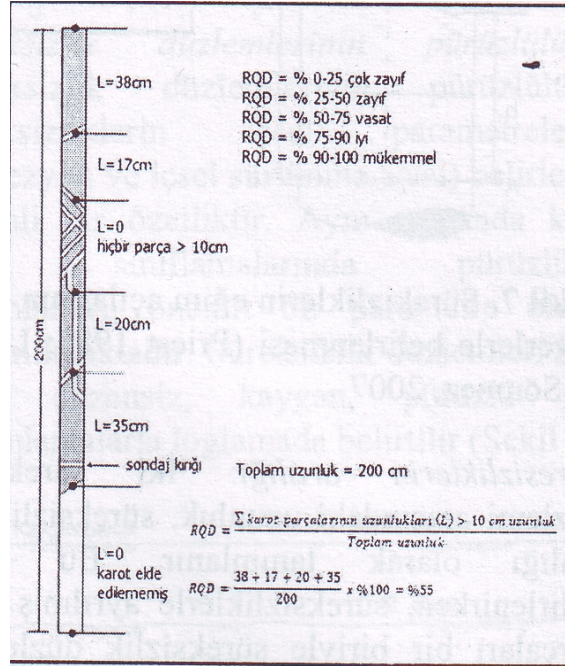 L=38cm
RQD = % 0-25 çok zayıf
RQD = % 25-50 zayıf
RQD = % 50-75 vasat
RQD = % 75-90 iyi
RQD = % 90-100 mükemmel
L=17cm
L=0
hiçbir parça > 10cm
L=20cm
200cm
L=35cm
sondaj kırığı
Toplam uzunluk = 200 cm
RQD = Σ karot parçalarının uzunlukları (L) > 10 cm uzunluk
Toplam uzunluk
L=0
karot elde
edilememiş
RQD = 38 + 17 + 20 + 35
200
x %100 = %55